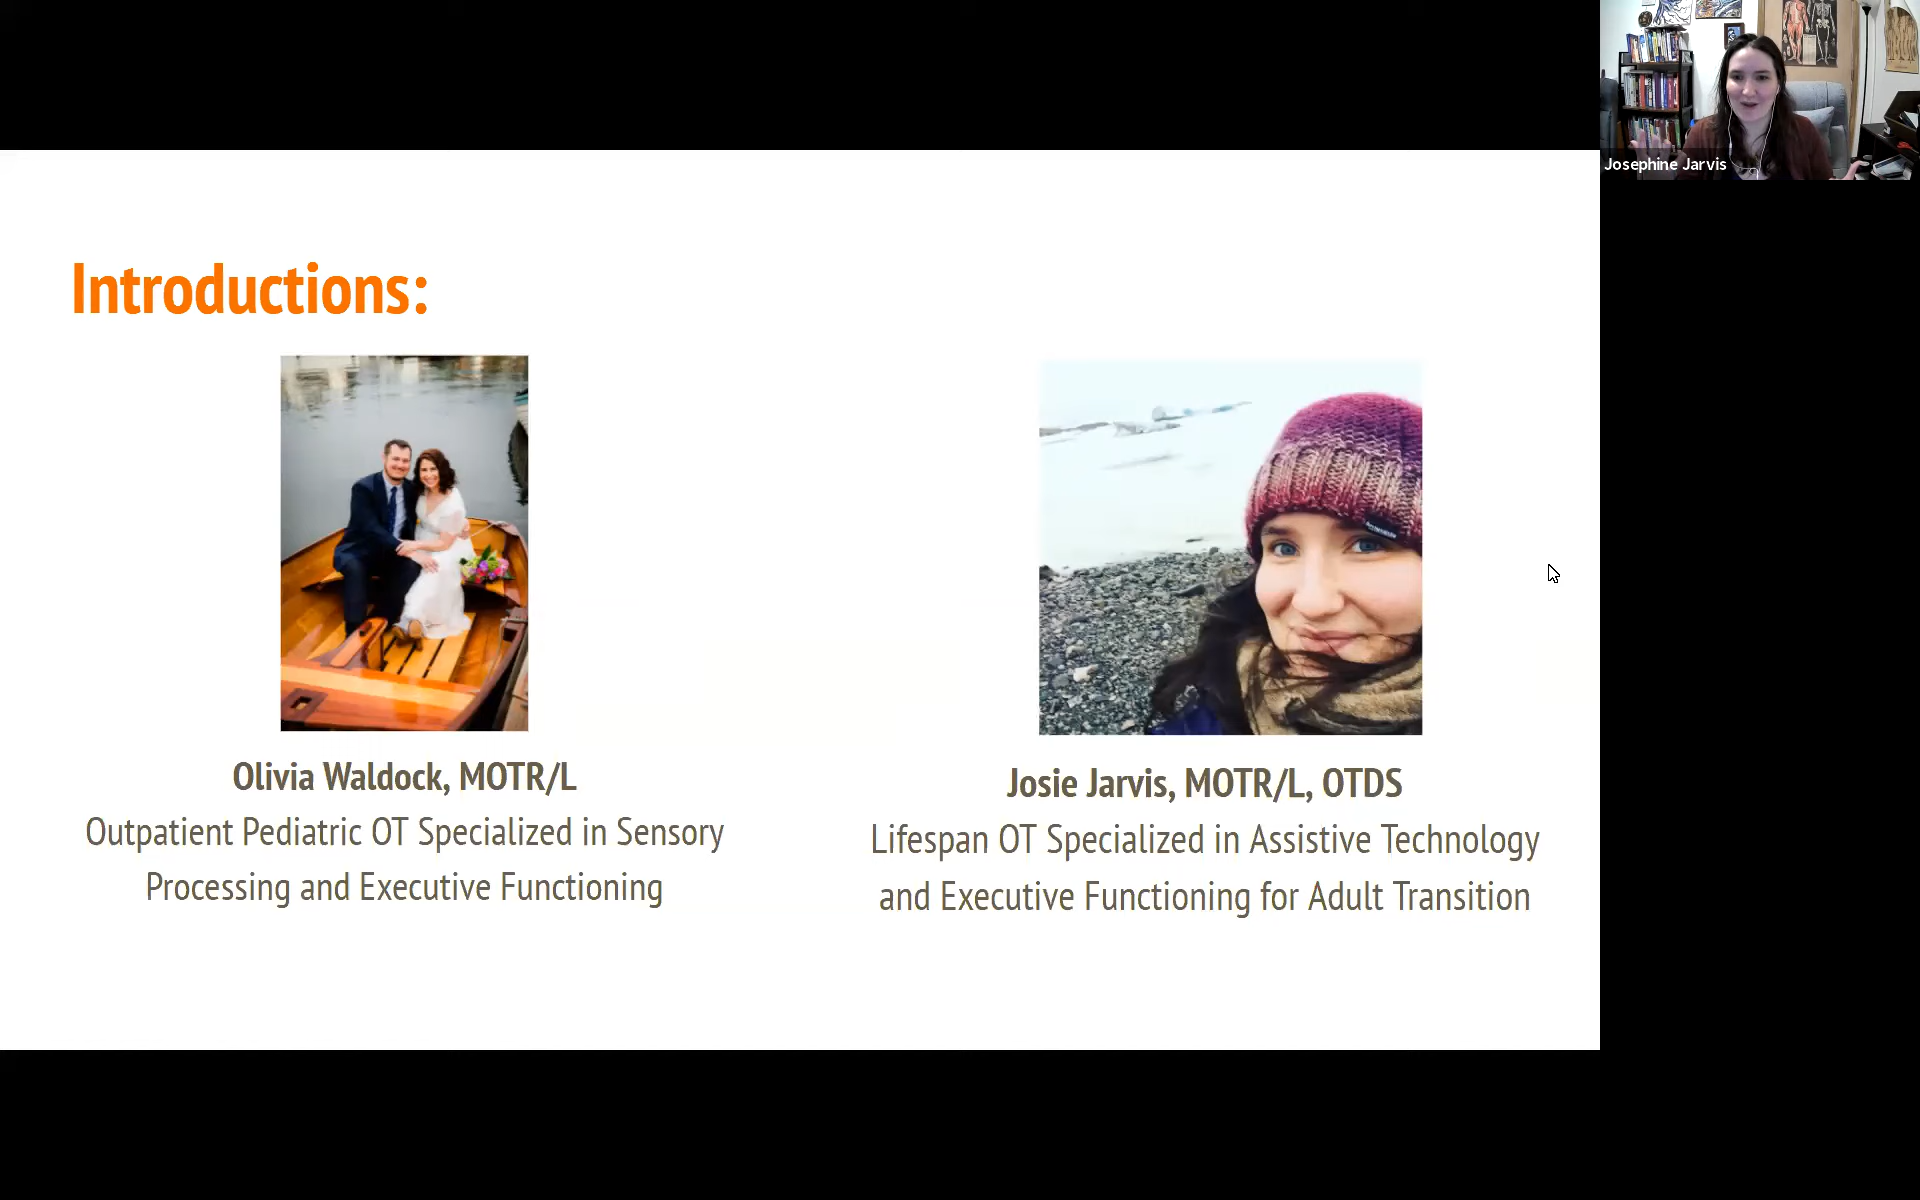 Josephine Jarvis
Introductions:
Olivia Waldock, MOTR/L
Outpatient Pediatric OT Specialized in Sensory
Processing and Executive Functioning
Josie Jarvis, MOTR/L, OTDS
Lifespan OT Specialized in Assistive Technology
and Executive Functioning for Adult Transition